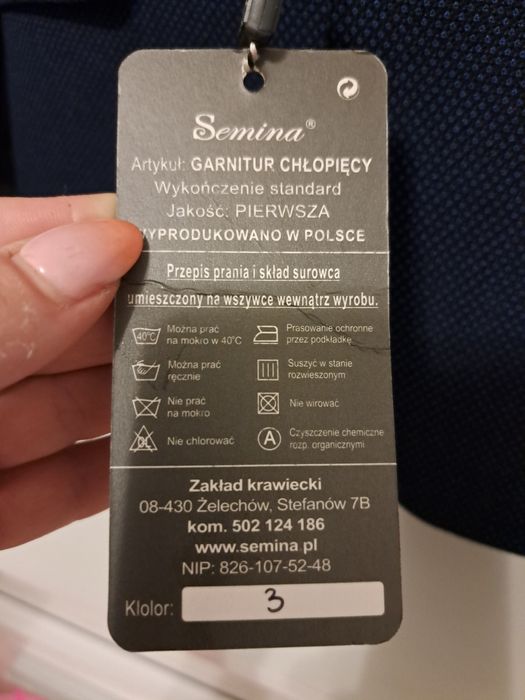 Semina®
Artykuł: GARNITUR CHŁOPIĘCY
Wykończenie standard
Jakość: PIERWSZA
WYPRODUKOWANO W POLSCE
Przepis prania i skład surowca
umieszczony na wszywce wewnątrz wyrobu.
40°C
Można prać
na mokro w 40°C
Prasowanie ochronne
przez podkładkę
Można prać
ręcznie
Suszyć w stanie
rozwieszonym
Nie prać
na mokro
Nie wirować
CL
Nie chlorować
A
Czyszczenie chemiczne
rozp. organicznymi
Zakład krawiecki
08-430 Żelechów, Stefanów 7B
kom. 502 124 186
www.semina.pl
NIP: 826-107-52-48
Klolor: 3